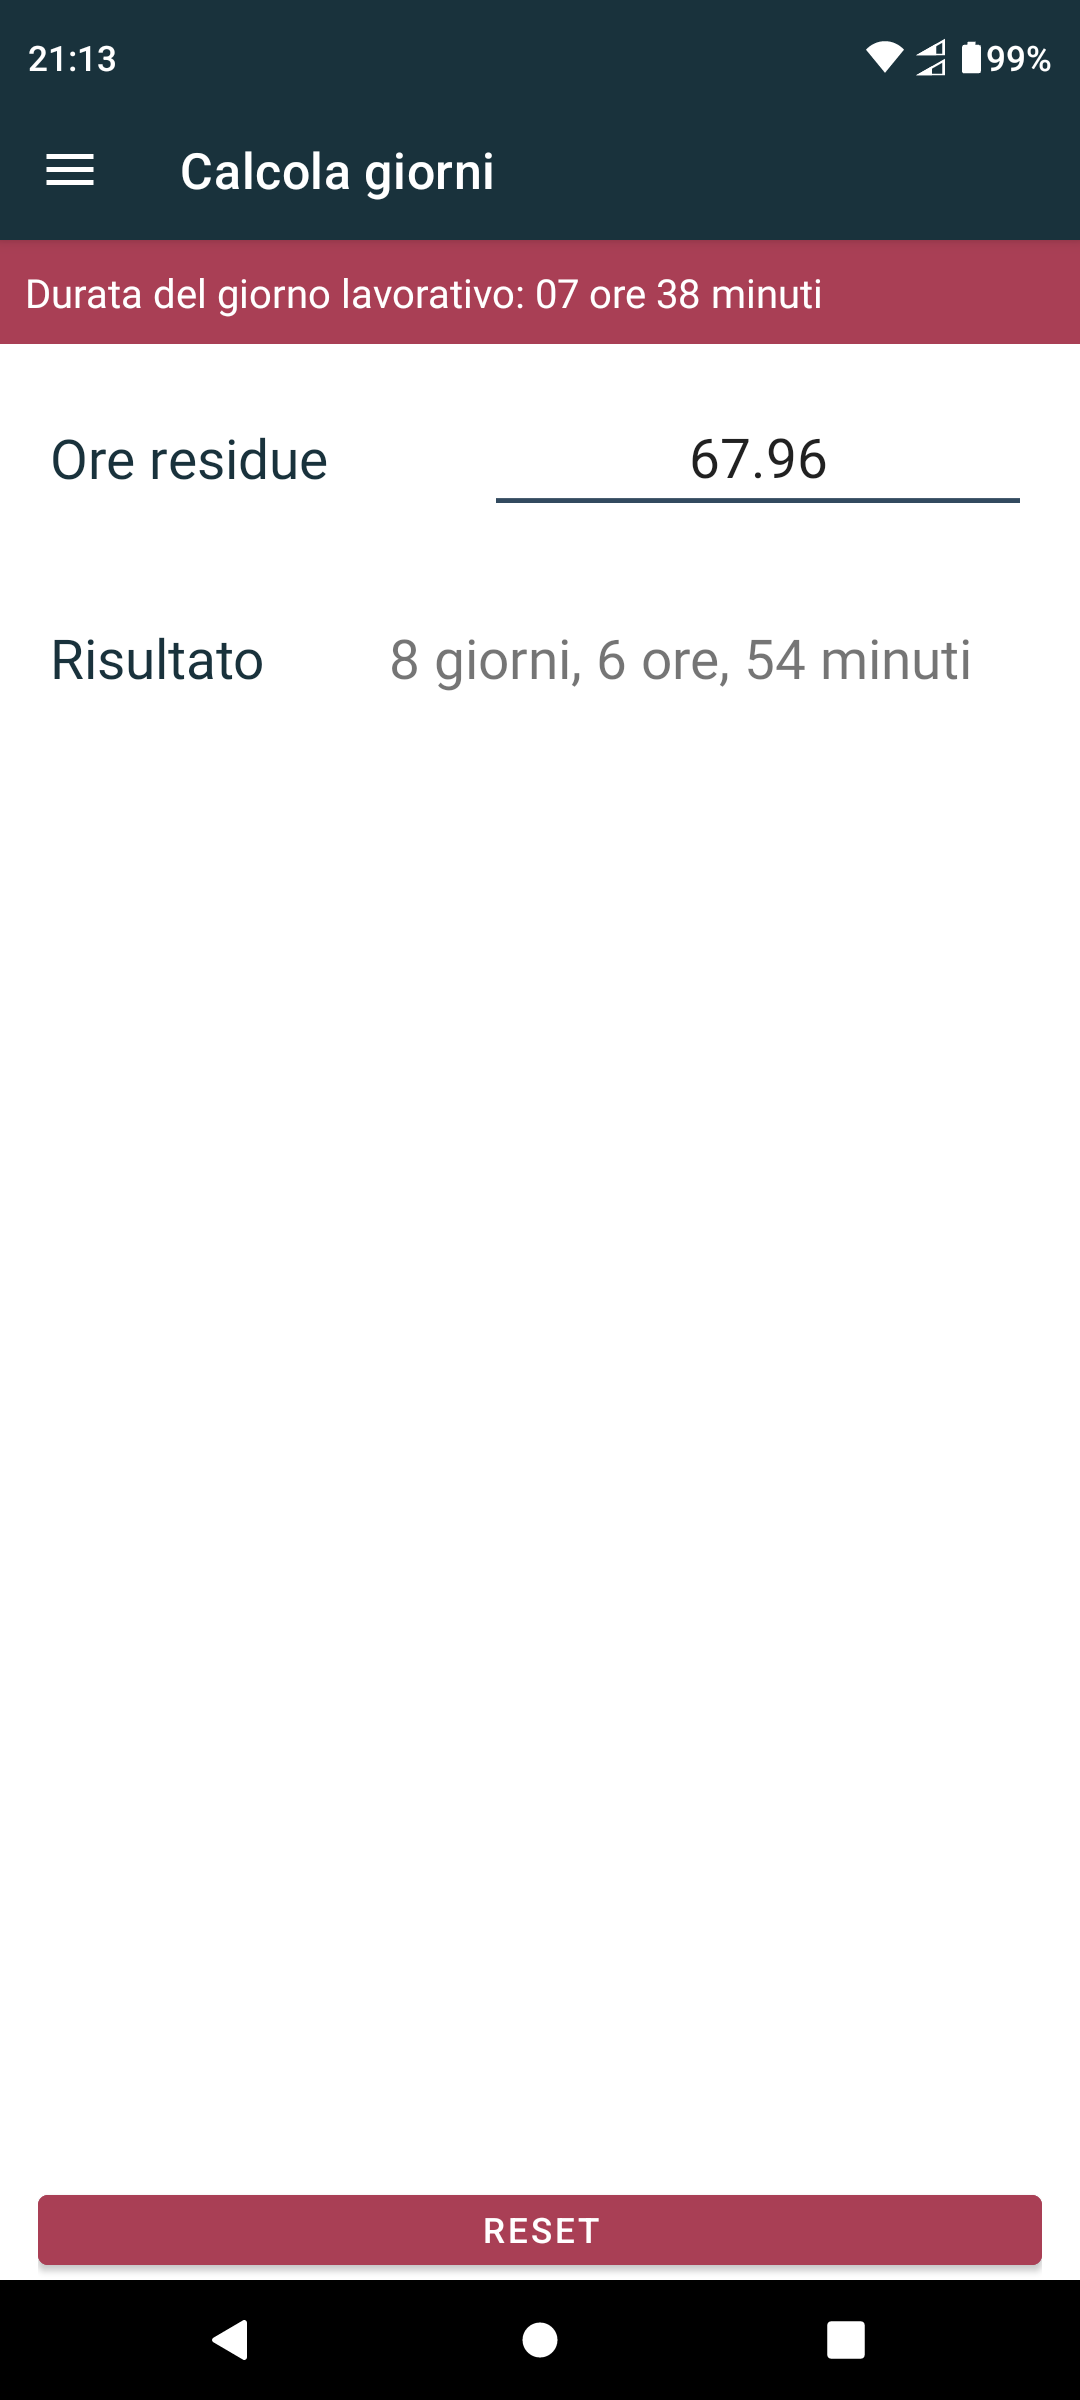 21:13
99%
Calcola giorni
Durata del giorno lavorativo: 07 ore 38 minuti
Ore residue
67.96
Risultato
8 giorni, 6 ore, 54 minuti
RESET